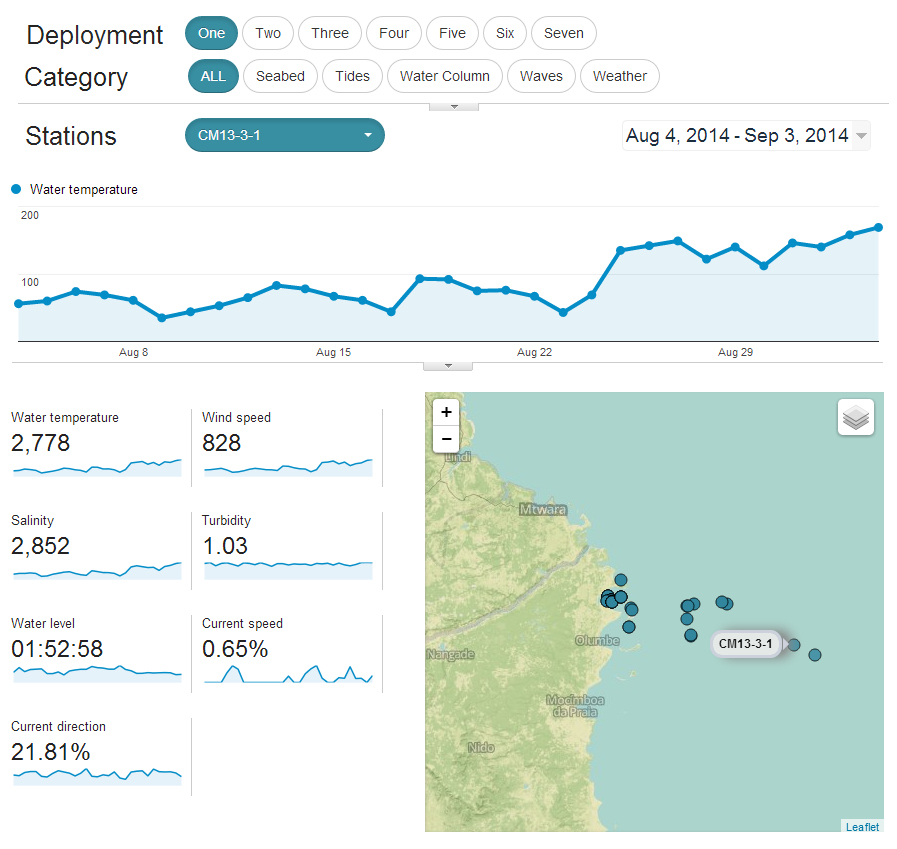 Deployment One Two Three Four Five Six Seven
Category ALL Seabed Tides Water Column Waves Weather
Stations CM13-3-1 Aug 4, 2014 - Sep 3, 2014
Water temperature
200
100
Aug 8 Aug 15 Aug 22 Aug 29
Water temperature
2,778
Wind speed
828
Salinity
2,852
Turbidity
1.03
Water level
01:52:58
Current speed
0.65%
Current direction
21.81%
+
−
Lindi
Mtwara
Olumbe
CM13-3-1
Nangade
Mocímboa
da Praia
Nido
Leaflet